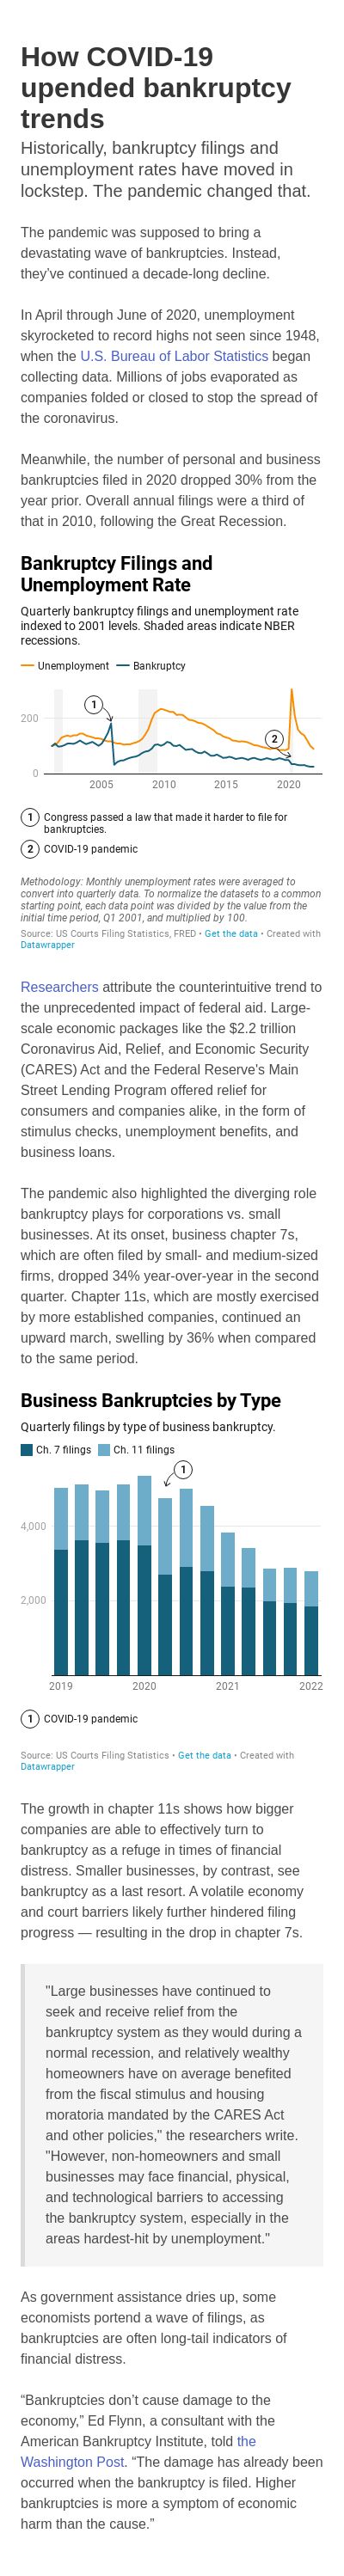 How COVID-19
upended bankruptcy
trends
Historically, bankruptcy filings and
unemployment rates have moved in
lockstep. The pandemic changed that.
The pandemic was supposed to bring a
devastating wave of bankruptcies. Instead,
they’ve continued a decade-long decline.
In April through June of 2020, unemployment
skyrocketed to record highs not seen since 1948,
when the U.S. Bureau of Labor Statistics began
collecting data. Millions of jobs evaporated as
companies folded or closed to stop the spread of
the coronavirus.
Meanwhile, the number of personal and business
bankruptcies filed in 2020 dropped 30% from the
year prior. Overall annual filings were a third of
that in 2010, following the Great Recession.
Bankruptcy Filings and
Unemployment Rate
Quarterly bankruptcy filings and unemployment rate
indexed to 2001 levels. Shaded areas indicate NBER
recessions.
Unemployment Bankruptcy
1
200
2
0
2005 2010 2015 2020
1 Congress passed a law that made it harder to file for
bankruptcies.
2 COVID-19 pandemic
Methodology: Monthly unemployment rates were averaged to
convert into quarterly data. To normalize the datasets to a common
starting point, each data point was divided by the value from the
initial time period, Q1 2001, and multiplied by 100.
Source: US Courts Filing Statistics, FRED • Get the data • Created with
Datawrapper
Researchers attribute the counterintuitive trend to
the unprecedented impact of federal aid. Large-
scale economic packages like the $2.2 trillion
Coronavirus Aid, Relief, and Economic Security
(CARES) Act and the Federal Reserve's Main
Street Lending Program offered relief for
consumers and companies alike, in the form of
stimulus checks, unemployment benefits, and
business loans.
The pandemic also highlighted the diverging role
bankruptcy plays for corporations vs. small
businesses. At its onset, business chapter 7s,
which are often filed by small- and medium-sized
firms, dropped 34% year-over-year in the second
quarter. Chapter 11s, which are mostly exercised
by more established companies, continued an
upward march, swelling by 36% when compared
to the same period.
Business Bankruptcies by Type
Quarterly filings by type of business bankruptcy.
Ch. 7 filings Ch. 11 filings
1
4,000
2,000
2019 2020 2021 2022
1 COVID-19 pandemic
Source: US Courts Filing Statistics • Get the data • Created with
Datawrapper
The growth in chapter 11s shows how bigger
companies are able to effectively turn to
bankruptcy as a refuge in times of financial
distress. Smaller businesses, by contrast, see
bankruptcy as a last resort. A volatile economy
and court barriers likely further hindered filing
progress — resulting in the drop in chapter 7s.
"Large businesses have continued to
seek and receive relief from the
bankruptcy system as they would during a
normal recession, and relatively wealthy
homeowners have on average benefited
from the fiscal stimulus and housing
moratoria mandated by the CARES Act
and other policies," the researchers write.
"However, non-homeowners and small
businesses may face financial, physical,
and technological barriers to accessing
the bankruptcy system, especially in the
areas hardest-hit by unemployment."
As government assistance dries up, some
economists portend a wave of filings, as
bankruptcies are often long-tail indicators of
financial distress.
“Bankruptcies don’t cause damage to the
economy,” Ed Flynn, a consultant with the
American Bankruptcy Institute, told the
Washington Post. “The damage has already been
occurred when the bankruptcy is filed. Higher
bankruptcies is more a symptom of economic
harm than the cause.”